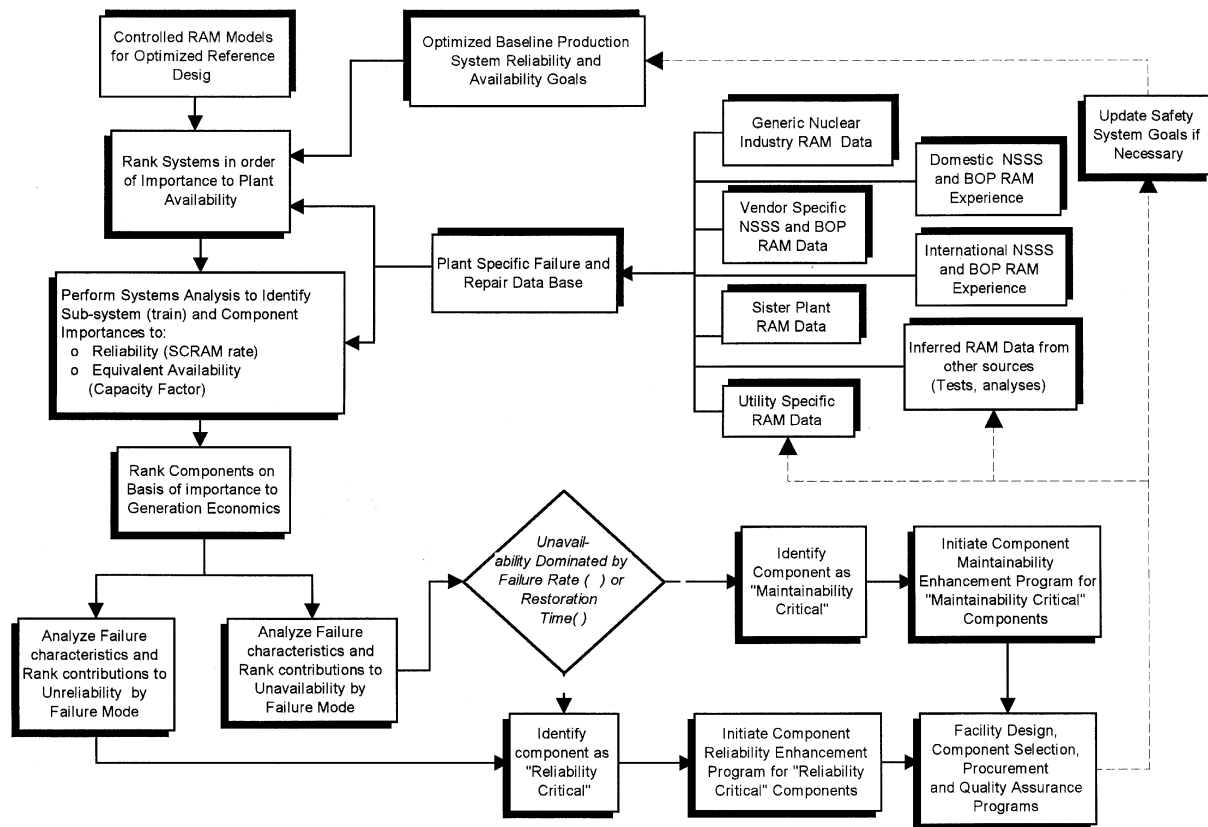 Controlled RAM Models
for Optimized Reference
Desig
Optimized Baseline Production
System Reliability and
Availability Goals
Update Safety
System Goals if
Necessary
Generic Nuclear
Industry RAM Data
Domestic NSSS
and BOP RAM
Experience
Rank Systems in order
of Importance to Plant
Availability
Vendor Specific
NSSS and BOP
RAM Data
Plant Specific Failure and
Repair Data Base
International NSSS
and BOP RAM
Experience
Perform Systems Analysis to Identify
Sub-system (train) and Component
Importances to:
o Reliability (SCRAM rate)
o Equivalent Availability
(Capacity Factor)
Sister Plant
RAM Data
Inferred RAM Data from
other sources
(Tests, analyses)
Utility Specific
RAM Data
Rank Components on
Basis of importance to
Generation Economics
Unavail-
ability Dominated by
Failure Rate ( ) or
Restoration
Time( )
Identify
Component as
"Maintainability
Critical"
Initiate Component
Maintainability
Enhancement Program for
"Maintainability Critical"
Components
Analyze Failure
characteristics and
Rank contributions to
Unreliability by
Failure Mode
Analyze Failure
characteristics and
Rank contributions to
Unavailability by
Failure Mode
Identify
component as
"Reliability
Critical"
Initiate Component
Reliability Enhancement
Program for "Reliability
Critical" Components
Facility Design,
Component Selection,
Procurement
and Quality Assurance
Programs